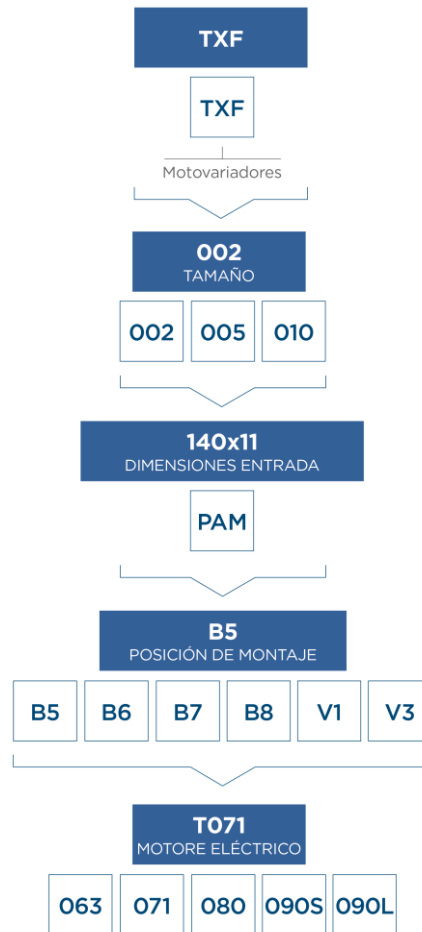 TXF
TXF
Motovariadores
002
TAMAÑO
002 005 010
140x11
DIMENSIONES ENTRADA
PAM
B5
POSICIÓN DE MONTAJE
B5 B6 B7 B8 V1 V3
T071
MOTORE ELÉCTRICO
063 071 080 090S 090L